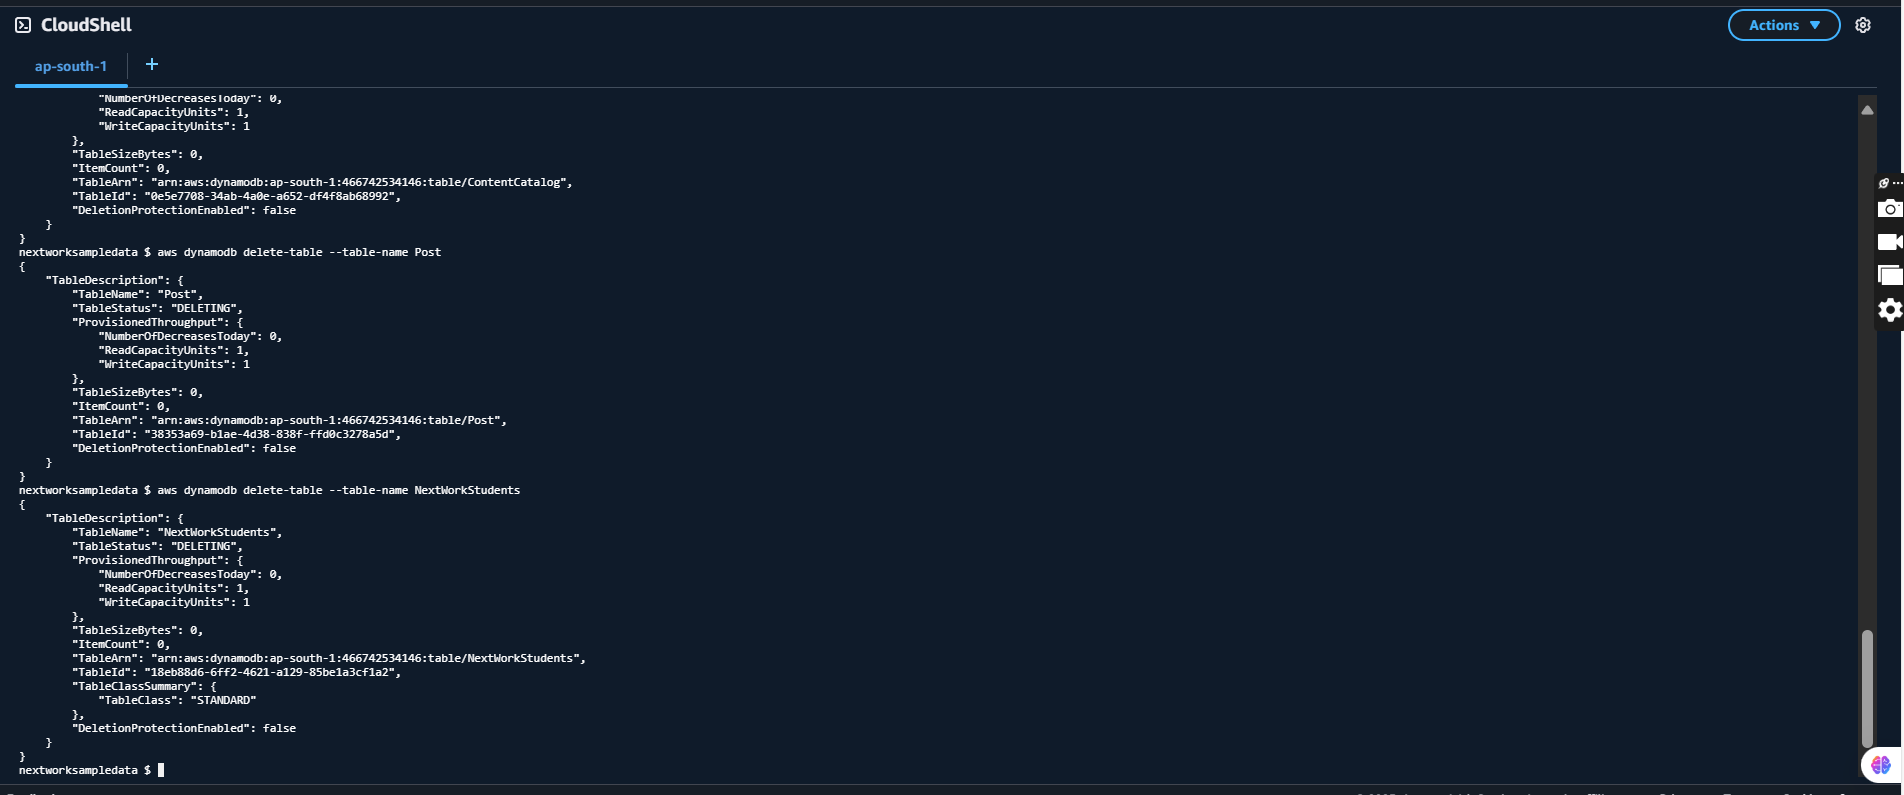 CloudShell
Actions
ap-south-1
"NumberOfDecreasesToday": 0,
"ReadCapacityUnits": 1,
"WriteCapacityUnits": 1
},
"TableSizeBytes": 0,
"ItemCount": 0,
"TableArn": "arn:aws:dynamodb:ap-south-1:466742534146:table/ContentCatalog",
"TableId": "0e5e7708-34ab-4a0e-a652-df4f8ab68992",
"DeletionProtectionEnabled": false
}
}
nextworksampledata $ aws dynamodb delete-table --table-name Post
{
"TableDescription": {
"TableName": "Post",
"TableStatus": "DELETING",
"ProvisionedThroughput": {
"NumberOfDecreasesToday": 0,
"ReadCapacityUnits": 1,
"WriteCapacityUnits": 1
},
"TableSizeBytes": 0,
"ItemCount": 0,
"TableArn": "arn:aws:dynamodb:ap-south-1:466742534146:table/Post",
"TableId": "38353a69-b1ae-4d38-838f-ffd0c3278a5d",
"DeletionProtectionEnabled": false
}
}
nextworksampledata $ aws dynamodb delete-table --table-name NextWorkStudents
{
"TableDescription": {
"TableName": "NextWorkStudents",
"TableStatus": "DELETING",
"ProvisionedThroughput": {
"NumberOfDecreasesToday": 0,
"ReadCapacityUnits": 1,
"WriteCapacityUnits": 1
},
"TableSizeBytes": 0,
"ItemCount": 0,
"TableArn": "arn:aws:dynamodb:ap-south-1:466742534146:table/NextWorkStudents",
"TableId": "18eb88d6-6ff2-4621-a129-85be1a3cf1a2",
"TableClassSummary": {
"TableClass": "STANDARD"
},
"DeletionProtectionEnabled": false
}
}
nextworksampledata $